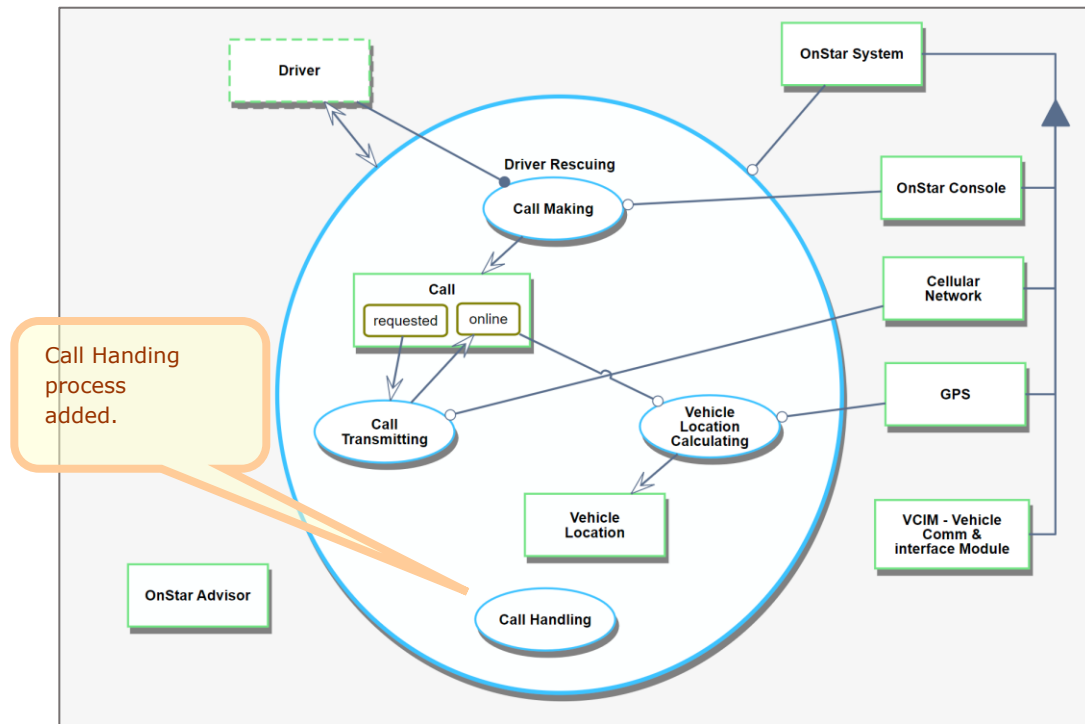 Driver
OnStar System
Driver Rescuing
Call Making
OnStar Console
Call
requested
online
Cellular
Network
Call Handing
process
added.
GPS
Call
Transmitting
Vehicle
Location
Calculating
Vehicle
Location
VCIM - Vehicle
Comm &
interface Module
OnStar Advisor
Call Handling